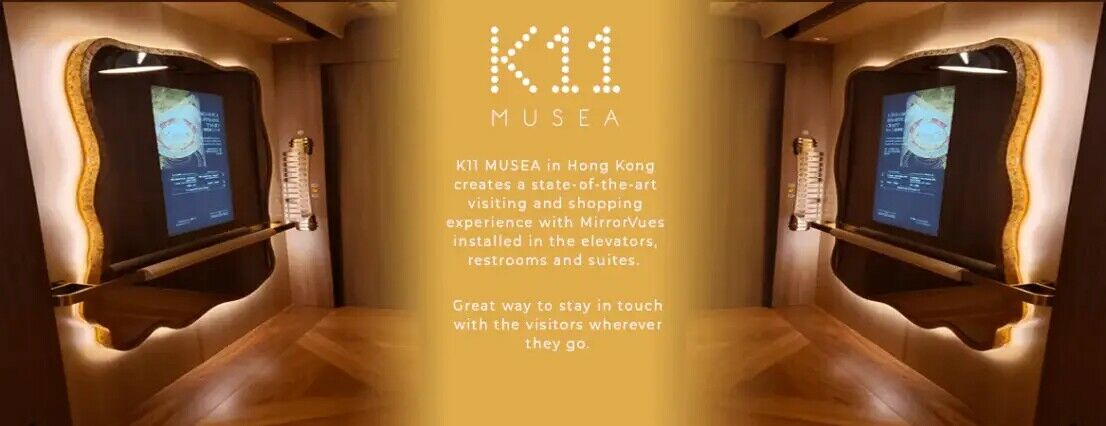 K11
MUSEA
K11 MUSEA in Hong Kong
creates a state-of-the-art
visiting and shopping
experience with MirrorVues
installed in the elevators,
restrooms and suites.
Great way to stay in touch
with the visitors wherever
they go.